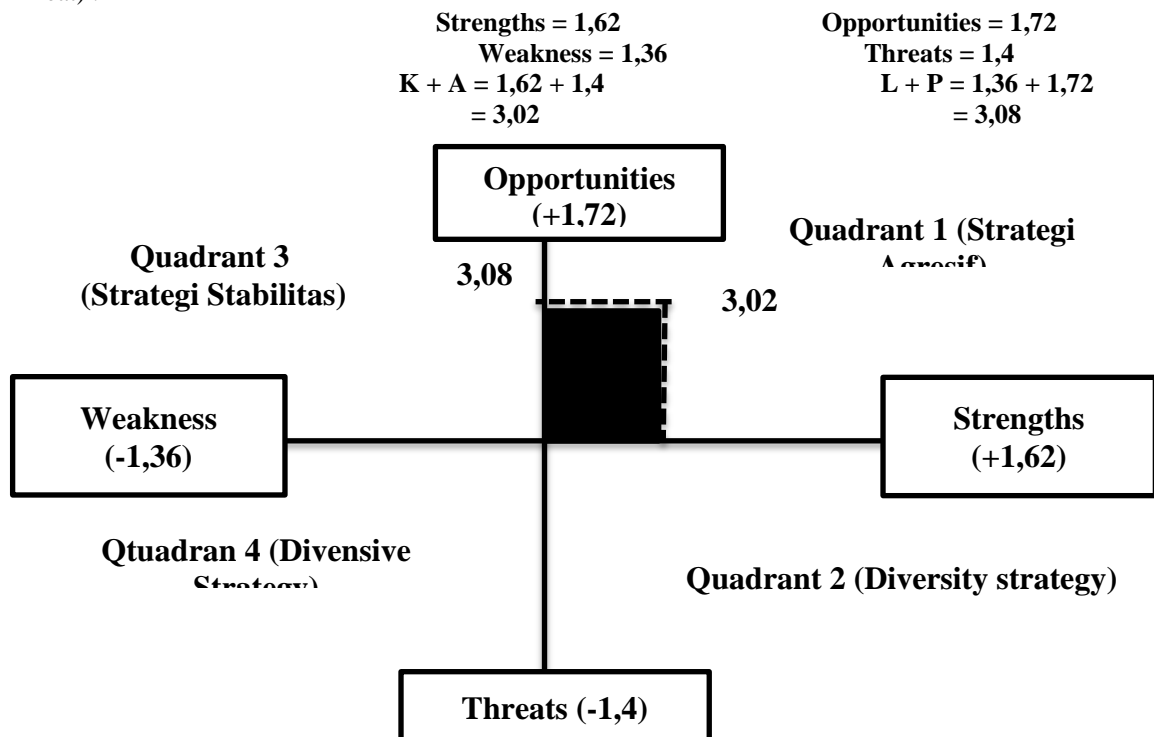 Strengths = 1,62
Weakness = 1,36
K + A = 1,62 + 1,4
= 3,02
Opportunities = 1,72
Threats = 1,4
L + P = 1,36 + 1,72
= 3,08
Opportunities
(+1,72)
Quadrant 1 (Strategi
Agresif)
Quadrant 3
(Strategi Stabilitas)
3,08
3,02
Weakness
(-1,36)
Strengths
(+1,62)
Qtuadran 4 (Divensive
Strategy)
Quadrant 2 (Diversity strategy)
Threats (-1,4)